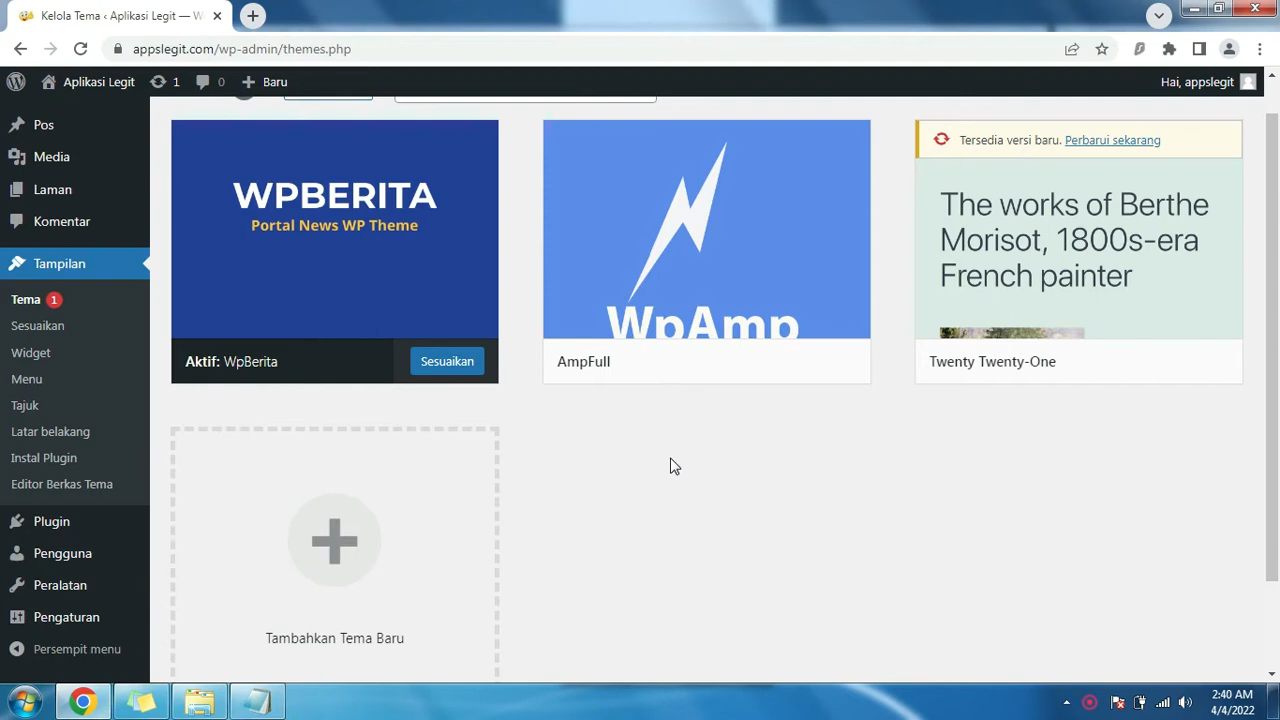 Kelola Tema ‹ Aplikasi Legit — W
appslegit.com/wp-admin/themes.php
Aplikasi Legit
1
0
Baru
Hai, appslegit
Pos
Media
Laman
Komentar
Tampilan
Tema 1
Sesuaikan
Widget
Menu
Tajuk
Latar belakang
Instal Plugin
Editor Berkas Tema
Plugin
Pengguna
Peralatan
Pengaturan
Persempit menu
WPBERITA
Portal News WP Theme
Aktif: WpBerita
Sesuaikan
WpAmp
AmpFull
Tersedia versi baru. Perbarui sekarang
The works of Berthe
Morisot, 1800s-era
French painter
Twenty Twenty-One
Tambahkan Tema Baru
2:40 AM
4/4/2022